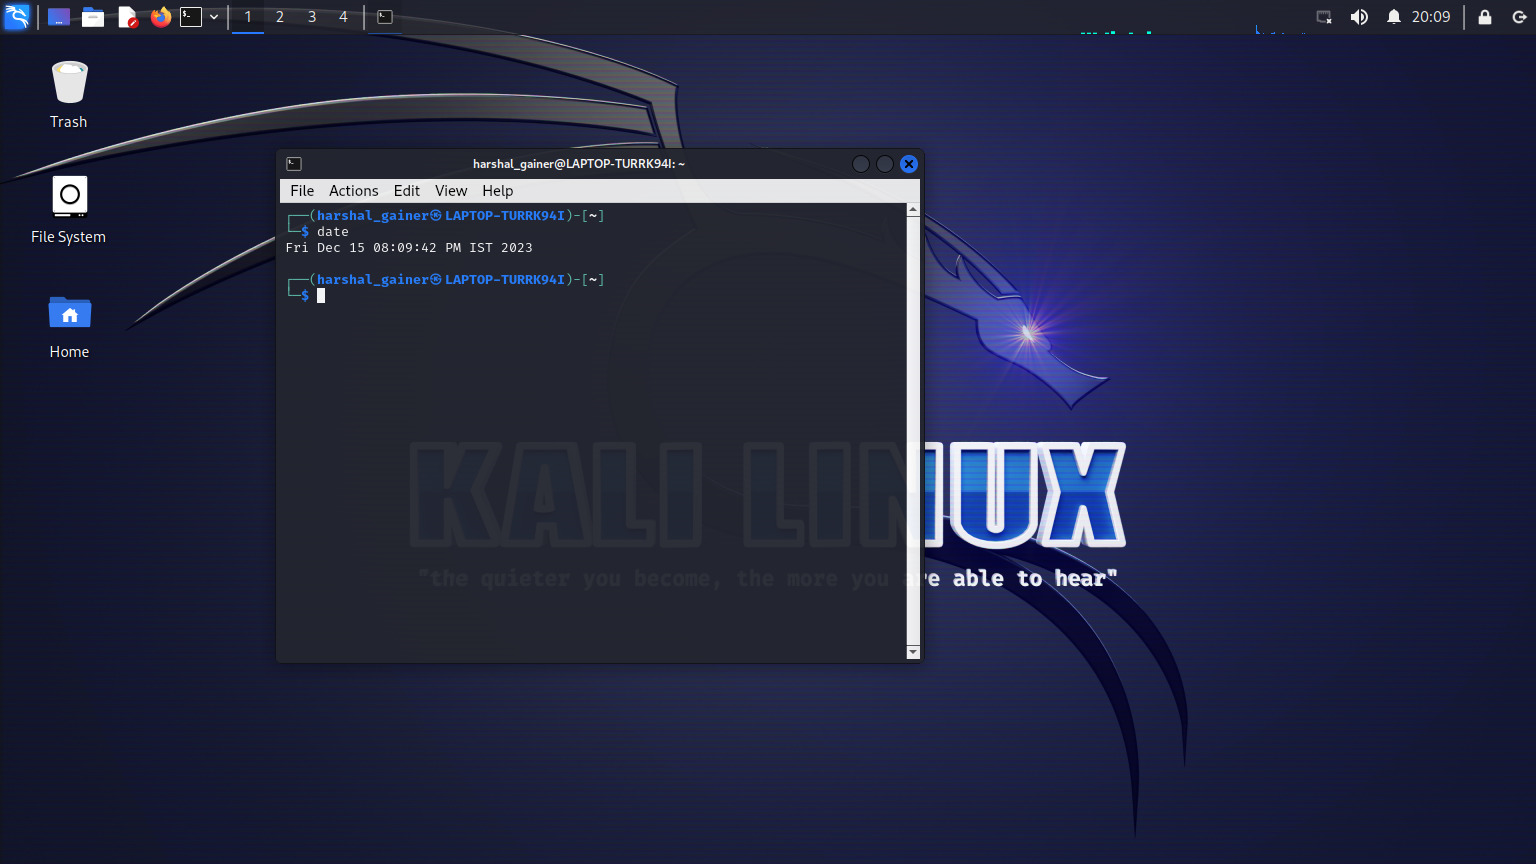 1 2 3 4
20:09
Trash
File System
Home
harshal_gainer@LAPTOP-TURRK94I: ~
File Actions Edit View Help
┌──(harshal_gainer㉿LAPTOP-TURRK94I)-[~]
└─$ date
Fri Dec 15 08:09:42 PM IST 2023
┌──(harshal_gainer㉿LAPTOP-TURRK94I)-[~]
└─$
KALI LINUX
"the quieter you become, the more you are able to hear"